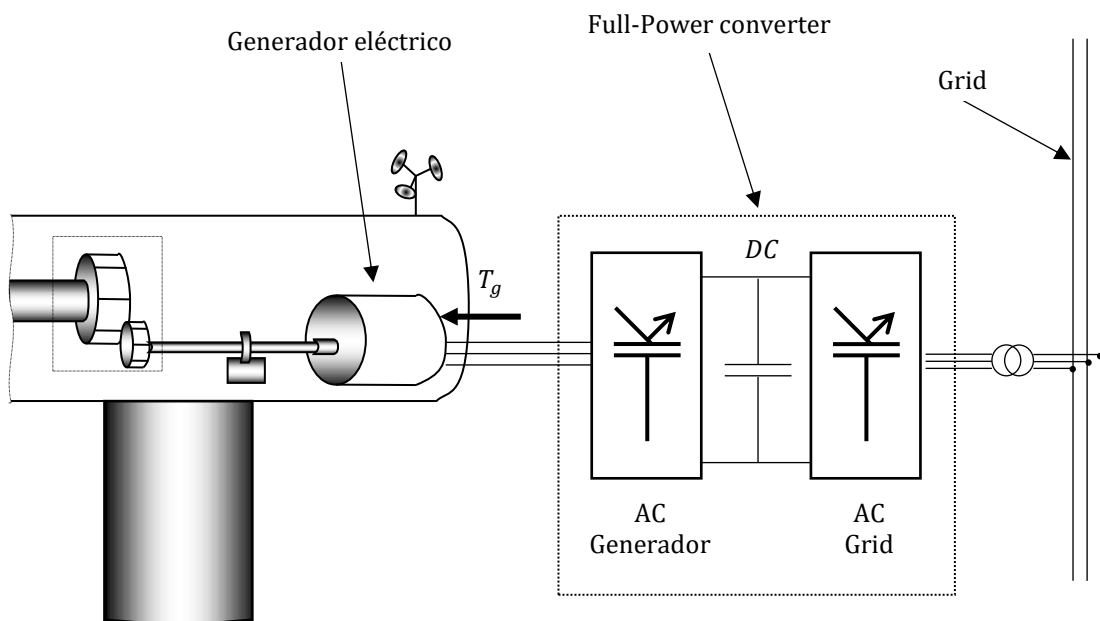 Full-Power converter
Generador eléctrico
Grid
DC
T_g
AC
Generador
AC
Grid